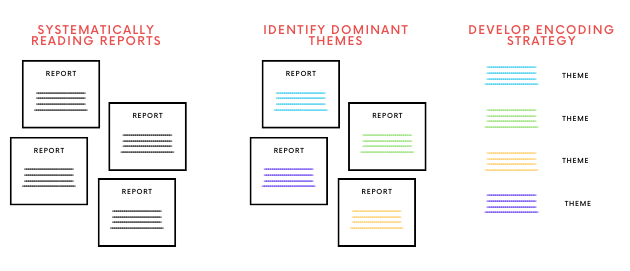 SYSTEMATICALLY
READING REPORTS
REPORT
REPORT
REPORT
REPORT
IDENTIFY DOMINANT
THEMES
REPORT
REPORT
REPORT
REPORT
DEVELOP ENCODING
STRATEGY
THEME
THEME
THEME
THEME